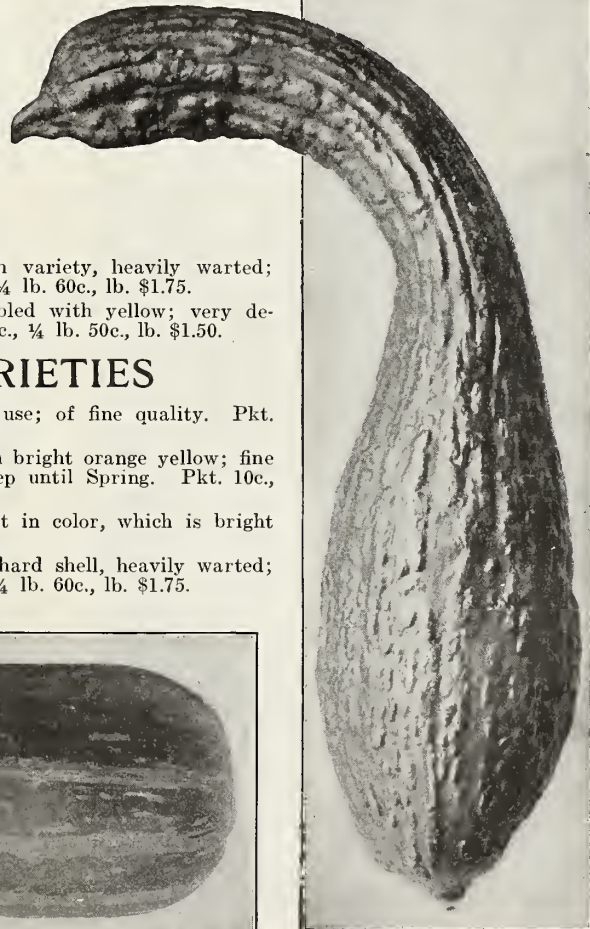 variety, heavily warted;
¼ lb. 60c., lb. $1.75.
with yellow; very de-
¼ lb. 50c., lb. $1.50.
RIETIES
use; of fine quality. Pkt.
bright orange yellow; fine
until Spring. Pkt. 10c.,
in color, which is bright
hard shell, heavily warted;
¼ lb. 60c., lb. $1.75.